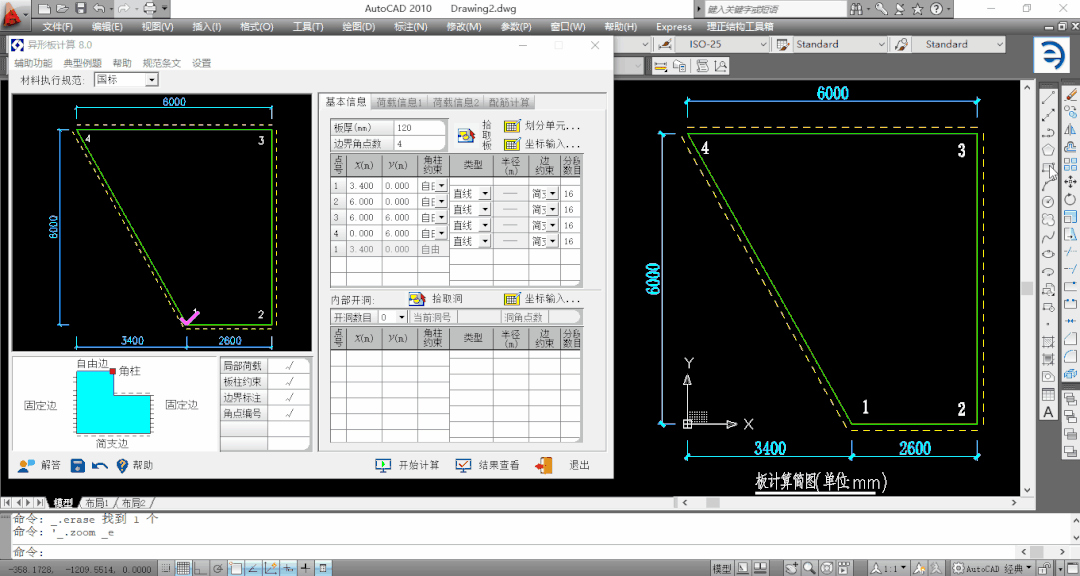 AutoCAD 2010 Drawing2.dwg
键入关键字或短语
文件(F) 编辑(E) 视图(V) 插入(I) 格式(O) 工具(T) 绘图(D) 标注(N) 修改(M) 参数(P) 窗口(W) 帮助(H) Express 理正结构工具箱
ISO-25 Standard Standard
异形板计算 8.0
辅助功能 典型例题 帮助 规范条文 设置
材料执行规范: 国标
6000
4 3
6000
1 2
3400 2600
自由边
角柱
固定边 固定边
简支边
局部荷载 √
板柱约束 √
边界标注 √
角点编号 √
解答 帮助
基本信息 荷载信息1 荷载信息2 配筋计算
板厚(mm) 120
边界角点数 4
拾取板
划分单元...
坐标输入...
点号 X(m) Y(m) 角柱约束 类型 半径(m) 边约束 分段数目
1 3.400 0.000 自由 直线 —— 简支 16
2 6.000 0.000 自由 直线 —— 简支 16
3 6.000 6.000 自由 直线 —— 简支 16
4 0.000 6.000 自由 直线 —— 简支 16
1 3.400 0.000 自由
内部开洞: 拾取洞 坐标输入...
开洞数目 0 当前洞号 洞角点数
点号 X(m) Y(m) 角柱约束 类型 半径(m) 边约束 分段数目
开始计算 结果查看 退出
6000
4 3
6000
Y
X
1 2
3400 2600
板计算简图(单位mm)
模型 布局1 布局2
命令: _.erase 找到 1 个
命令: '_.zoom _e
命令:
-358.1726, -1209.5514, 0.0000
模型 1:1 AutoCAD 经典